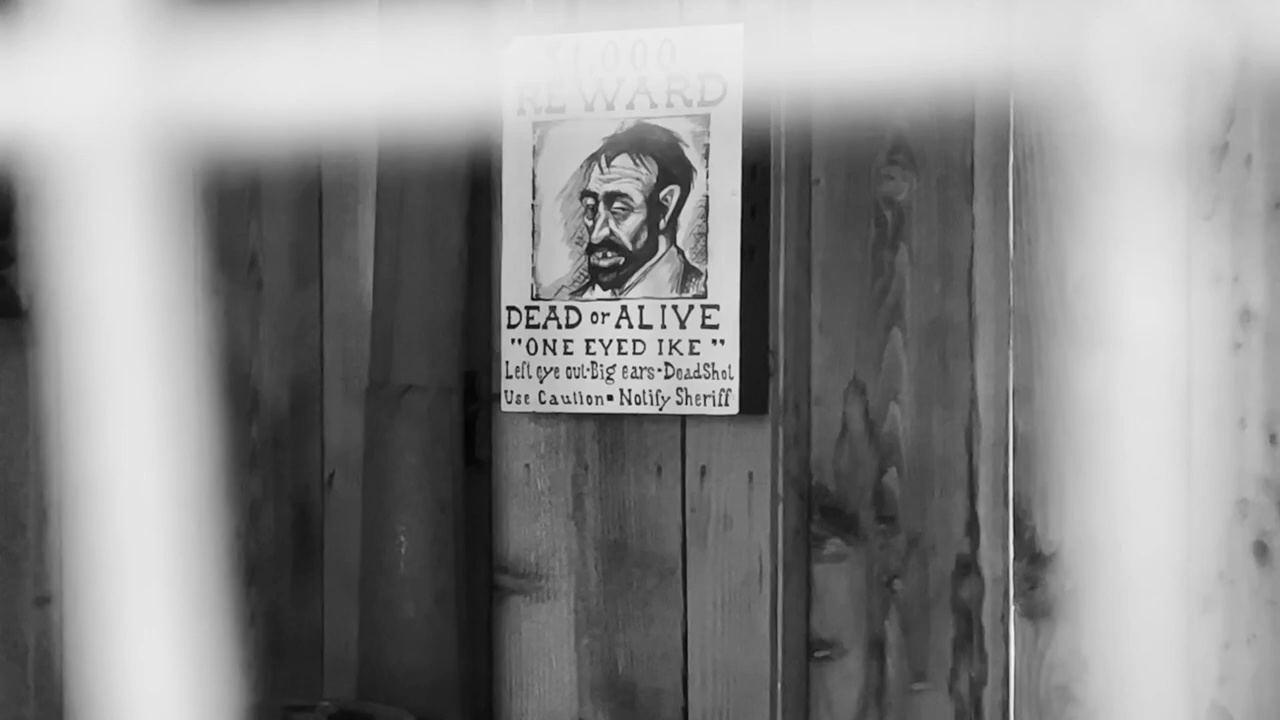 $1,000
REWARD
DEAD or ALIVE
"ONE EYED IKE"
Left eye out-Big ears-DeadShot
Use Caution-Notify Sheriff